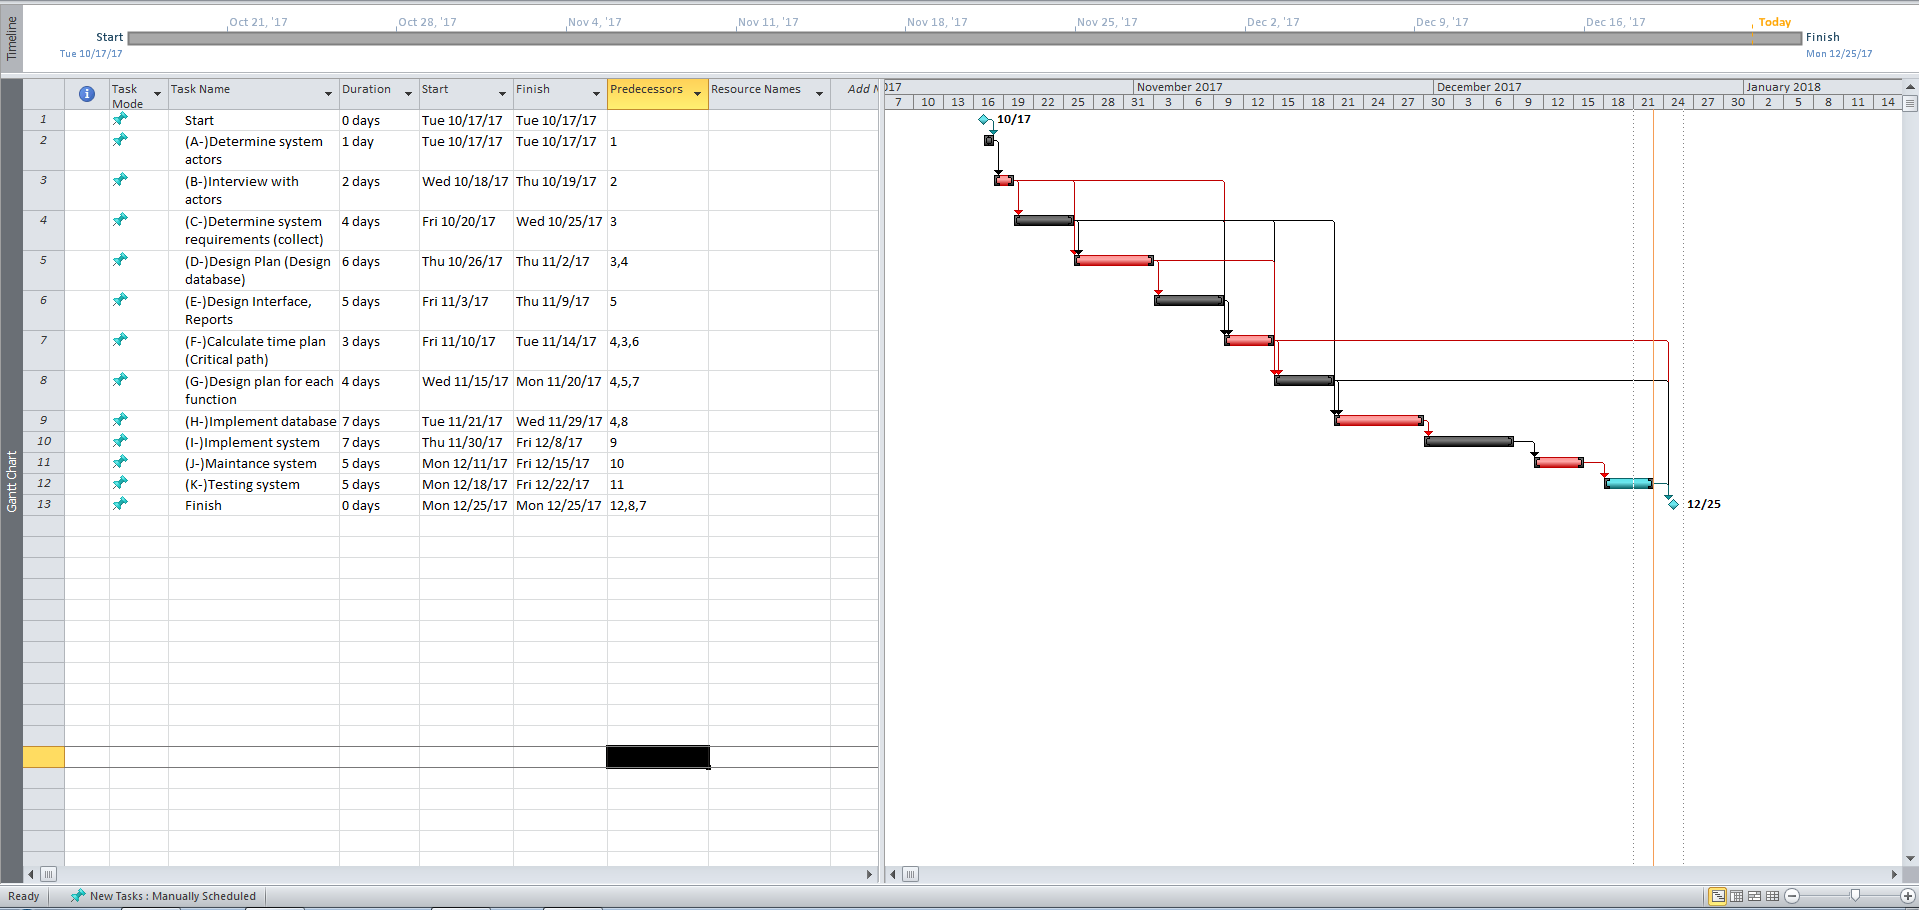 Timeline
Oct 21, '17 Oct 28, '17 Nov 4, '17 Nov 11, '17 Nov 18, '17 Nov 25, '17 Dec 2, '17 Dec 9, '17 Dec 16, '17 Today
Start Finish
Tue 10/17/17 Mon 12/25/17
Gantt Chart
Task Mode Task Name Duration Start Finish Predecessors Resource Names Add N
1 Start 0 days Tue 10/17/17 Tue 10/17/17
2 (A-)Determine system 1 day Tue 10/17/17 Tue 10/17/17 1
actors
3 (B-)Interview with 2 days Wed 10/18/17 Thu 10/19/17 2
actors
4 (C-)Determine system 4 days Fri 10/20/17 Wed 10/25/17 3
requirements (collect)
5 (D-)Design Plan (Design 6 days Thu 10/26/17 Thu 11/2/17 3,4
database)
6 (E-)Design Interface, 5 days Fri 11/3/17 Thu 11/9/17 5
Reports
7 (F-)Calculate time plan 3 days Fri 11/10/17 Tue 11/14/17 4,3,6
(Critical path)
8 (G-)Design plan for each 4 days Wed 11/15/17 Mon 11/20/17 4,5,7
function
9 (H-)Implement database 7 days Tue 11/21/17 Wed 11/29/17 4,8
10 (I-)Implement system 7 days Thu 11/30/17 Fri 12/8/17 9
11 (J-)Maintance system 5 days Mon 12/11/17 Fri 12/15/17 10
12 (K-)Testing system 5 days Mon 12/18/17 Fri 12/22/17 11
13 Finish 0 days Mon 12/25/17 Mon 12/25/17 12,8,7
017 November 2017 December 2017 January 2018
7 10 13 16 19 22 25 28 31 3 6 9 12 15 18 21 24 27 30 3 6 9 12 15 18 21 24 27 30 2 5 8 11 14
10/17
12/25
Ready New Tasks : Manually Scheduled